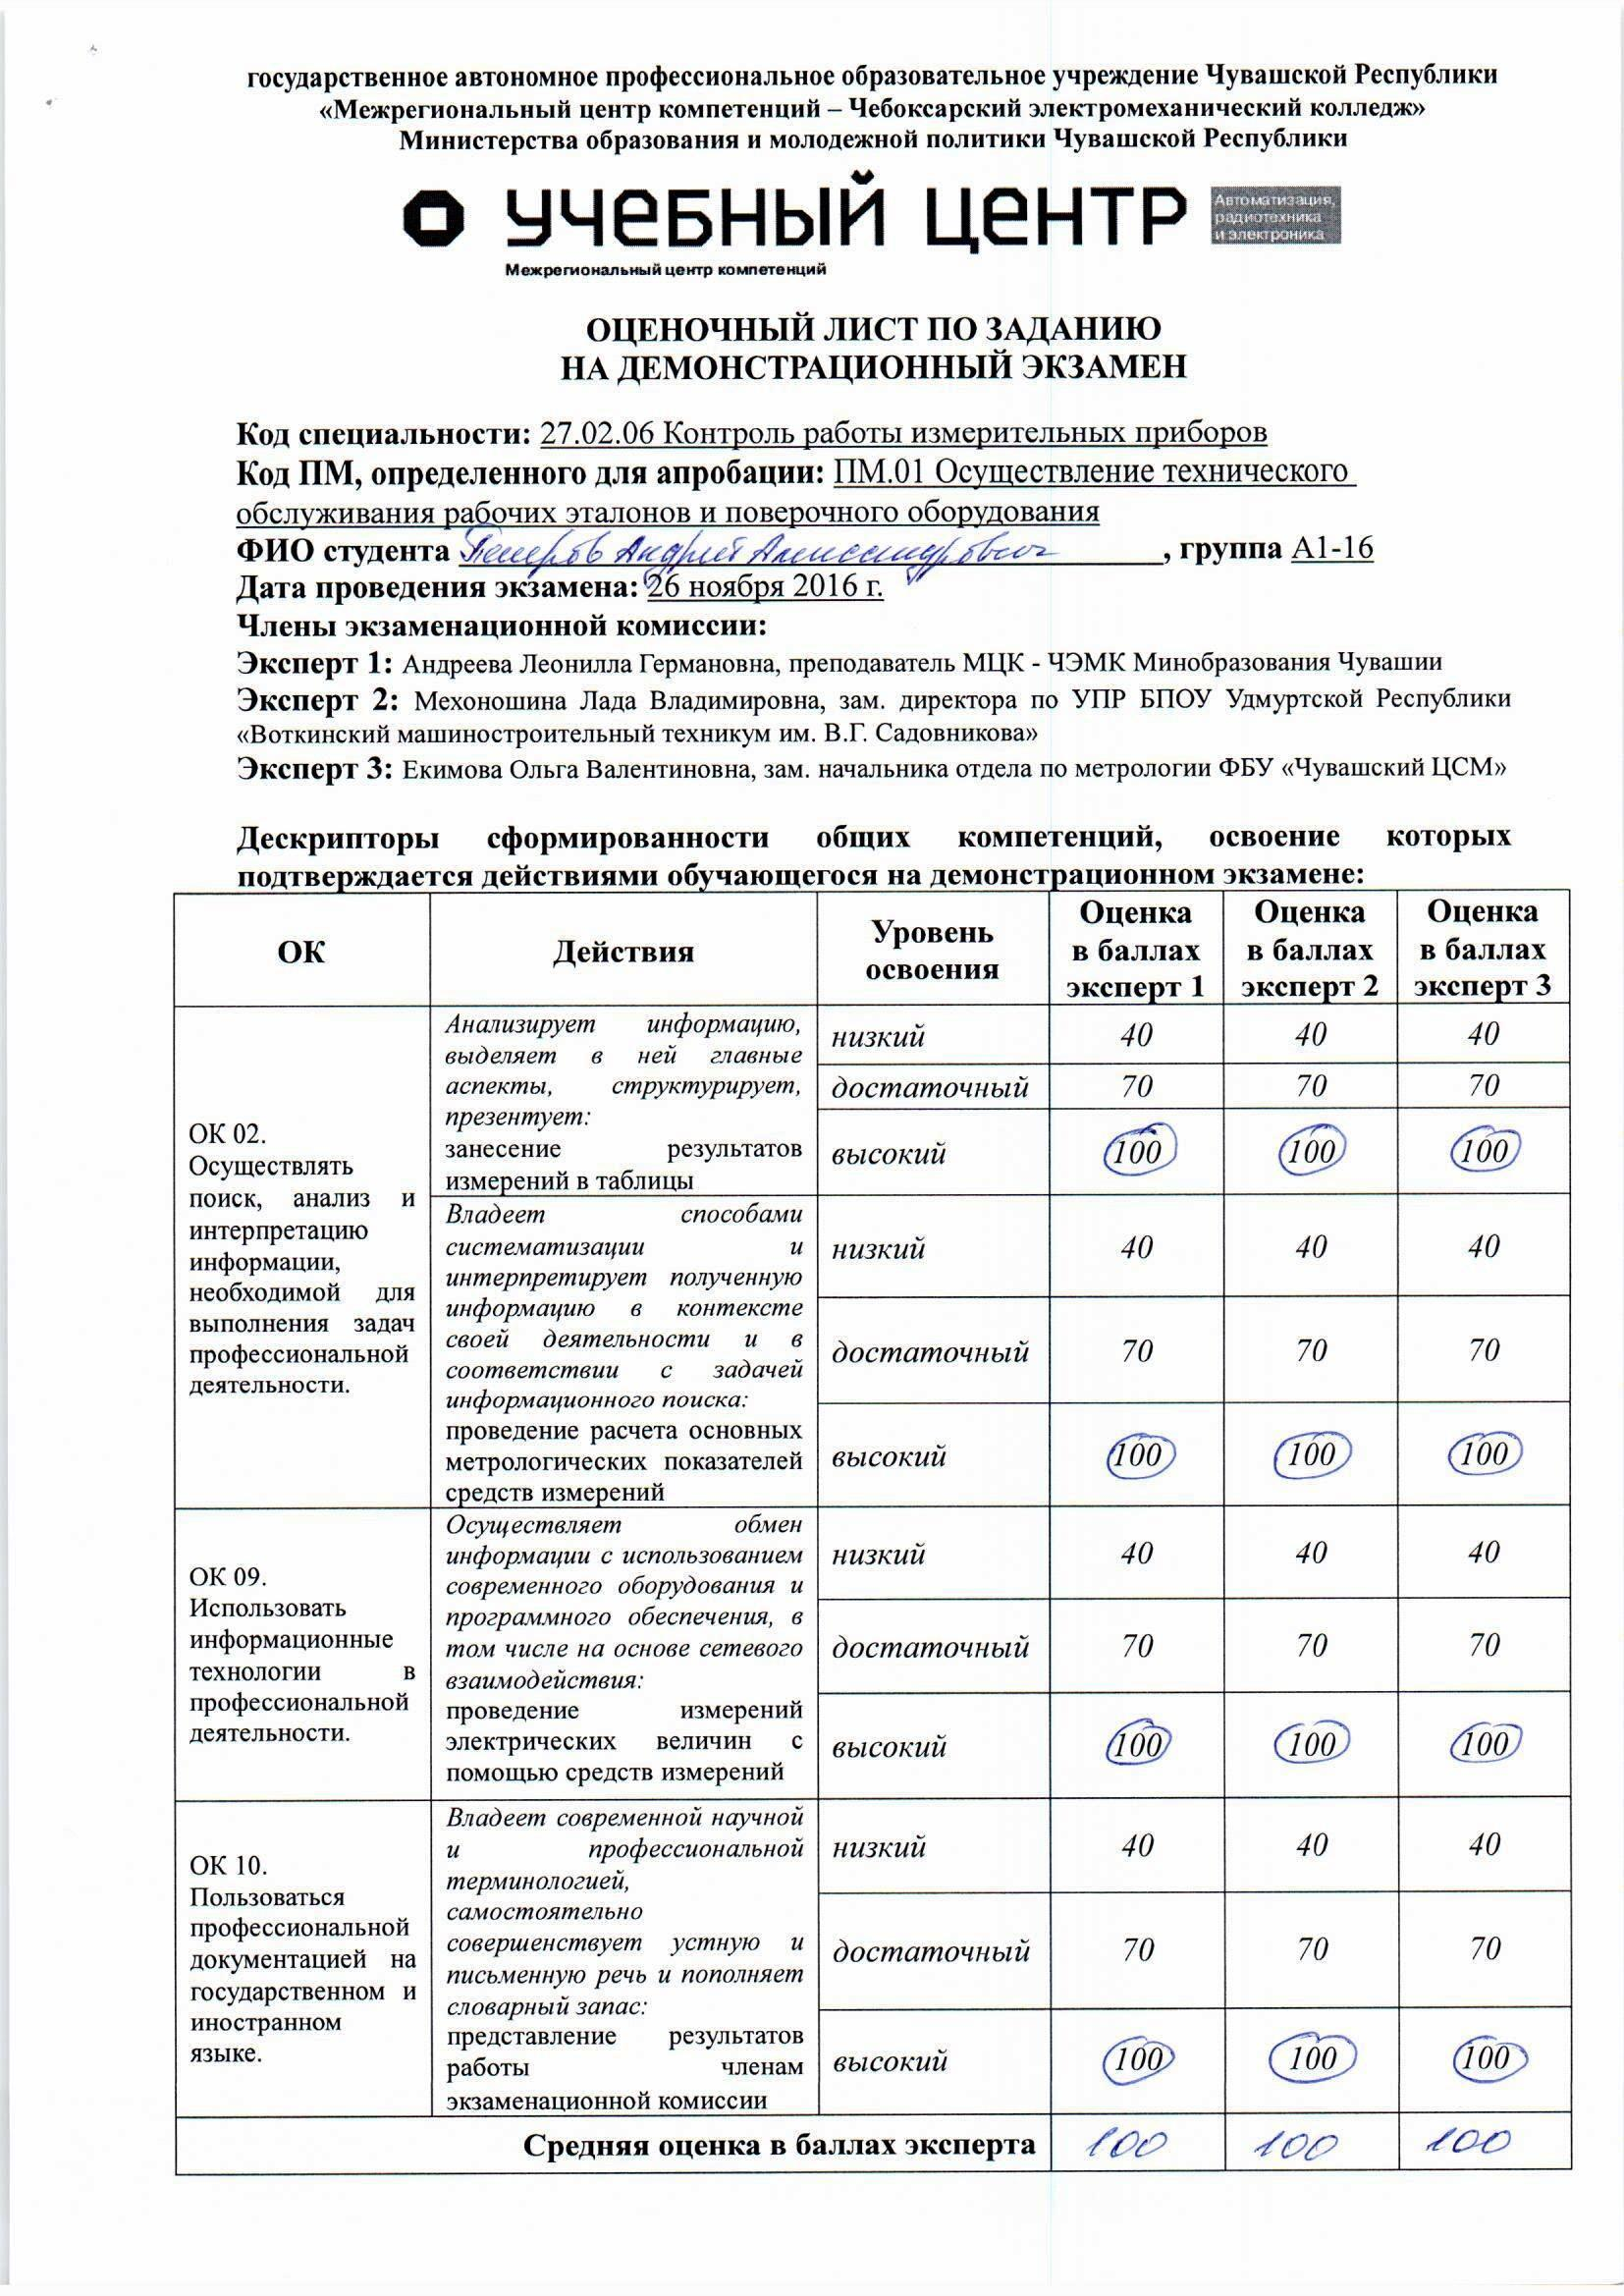 государственное автономное профессиональное образовательное учреждение Чувашской Республики
«Межрегиональный центр компетенций – Чебоксарский электромеханический колледж»
Министерства образования и молодежной политики Чувашской Республики
УЧЕБНЫЙ ЦЕНТР
Автоматизация,
радиотехника
и электроника
Межрегиональный центр компетенций
ОЦЕНОЧНЫЙ ЛИСТ ПО ЗАДАНИЮ
НА ДЕМОНСТРАЦИОННЫЙ ЭКЗАМЕН
Код специальности: 27.02.06 Контроль работы измерительных приборов
Код ПМ, определенного для апробации: ПМ.01 Осуществление технического
обслуживания рабочих эталонов и поверочного оборудования
ФИО студента Андрей Александрович, группа А1-16
Дата проведения экзамена: 26 ноября 2016 г.
Члены экзаменационной комиссии:
Эксперт 1: Андреева Леонилла Германовна, преподаватель МЦК - ЧЭМК Минобразования Чувашии
Эксперт 2: Мехоношина Лада Владимировна, зам. директора по УПР БПОУ Удмуртской Республики
«Воткинский машиностроительный техникум им. В.Г. Садовникова»
Эксперт 3: Екимова Ольга Валентиновна, зам. начальника отдела по метрологии ФБУ «Чувашский ЦСМ»
Дескрипторы сформированности общих компетенций, освоение которых
подтверждается действиями обучающегося на демонстрационном экзамене:
ОК
Действия
Уровень
освоения
Оценка
в баллах
эксперт 1
Оценка
в баллах
эксперт 2
Оценка
в баллах
эксперт 3
ОК 02.
Осуществлять
поиск, анализ и
интерпретацию
информации,
необходимой для
выполнения задач
профессиональной
деятельности.
Анализирует информацию,
выделяет в ней главные
аспекты, структурирует,
презентует:
занесение результатов
измерений в таблицы
низкий 40 40 40
достаточный 70 70 70
высокий 100 100 100
Владеет способами
систематизации и
интерпретирует полученную
информацию в контексте
своей деятельности и в
соответствии с задачей
информационного поиска:
проведение расчета основных
метрологических показателей
средств измерений
низкий 40 40 40
достаточный 70 70 70
высокий 100 100 100
ОК 09.
Использовать
информационные
технологии в
профессиональной
деятельности.
Осуществляет обмен
информации с использованием
современного оборудования и
программного обеспечения, в
том числе на основе сетевого
взаимодействия:
проведение измерений
электрических величин с
помощью средств измерений
низкий 40 40 40
достаточный 70 70 70
высокий 100 100 100
ОК 10.
Пользоваться
профессиональной
документацией на
государственном и
иностранном
языке.
Владеет современной научной
и профессиональной
терминологией,
самостоятельно
совершенствует устную и
письменную речь и пополняет
словарный запас:
представление результатов
работы членам
экзаменационной комиссии
низкий 40 40 40
достаточный 70 70 70
высокий 100 100 100
Средняя оценка в баллах эксперта 100 100 100